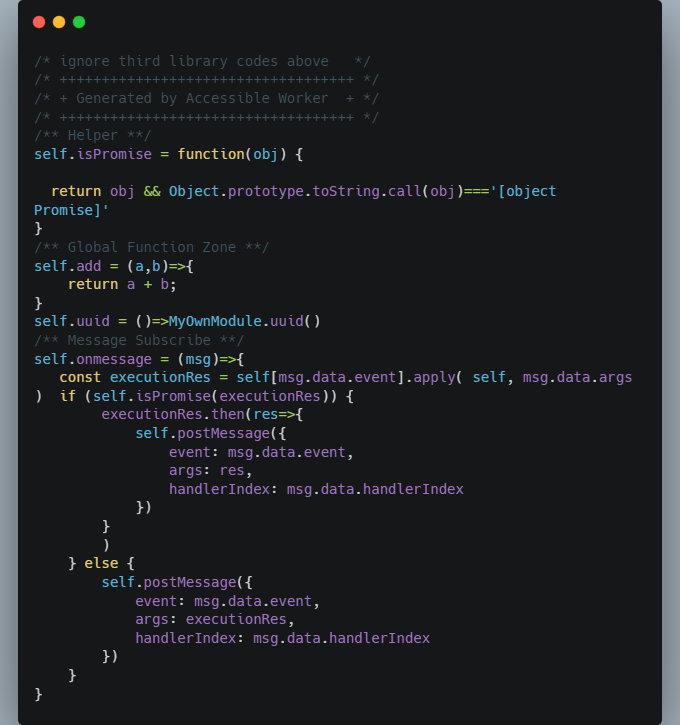 /* ignore third library codes above   */
/* +++++++++++++++++++++++++++++++++++ */
/* + Generated by Accessible Worker  + */
/* +++++++++++++++++++++++++++++++++++ */
/** Helper **/
self.isPromise = function(obj) {

  return obj && Object.prototype.toString.call(obj)==='[object
Promise]'
}
/** Global Function Zone **/
self.add = (a,b)=>{
    return a + b;
}
self.uuid = ()=>MyOwnModule.uuid()
/** Message Subscribe **/
self.onmessage = (msg)=>{
   const executionRes = self[msg.data.event].apply( self, msg.data.args
)  if (self.isPromise(executionRes)) {
        executionRes.then(res=>{
            self.postMessage({
                event: msg.data.event,
                args: res,
                handlerIndex: msg.data.handlerIndex
            })
        }
        )
    } else {
        self.postMessage({
            event: msg.data.event,
            args: executionRes,
            handlerIndex: msg.data.handlerIndex
        })
    }
}